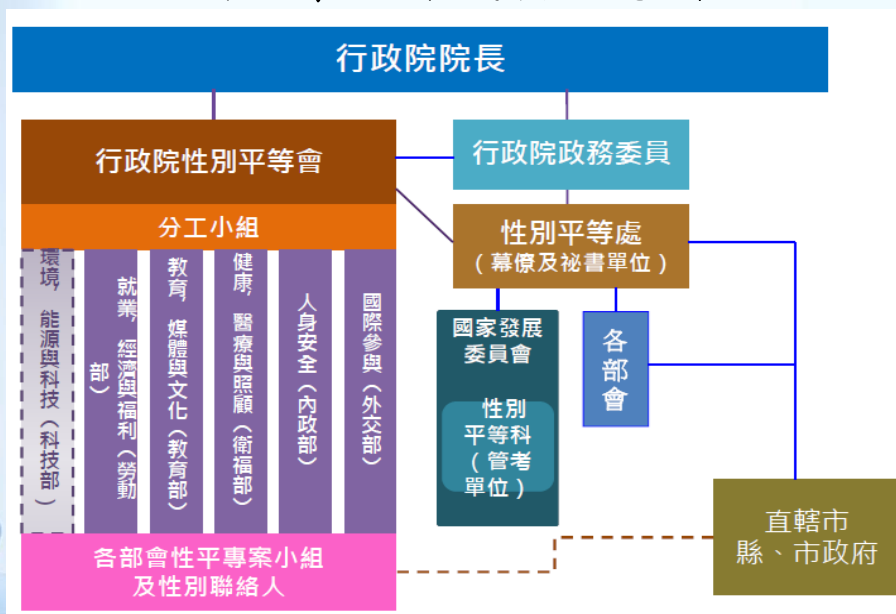 行政院院長
行政院性別平等會
行政院政務委員
分工小組
性別平等處
（幕僚及祕書單位）
環境，能源與科技（科技部）
就業，經濟與福利（勞動
部）
教育，媒體與文化（教育部）
健康，醫療與照顧（衛福部）
人身安全（內政部）
國際參與（外交部）
國家發展
委員會
性別
平等科
（管考
單位）
各部會
直轄市
縣、市政府
各部會性平專案小組
及性別聯絡人